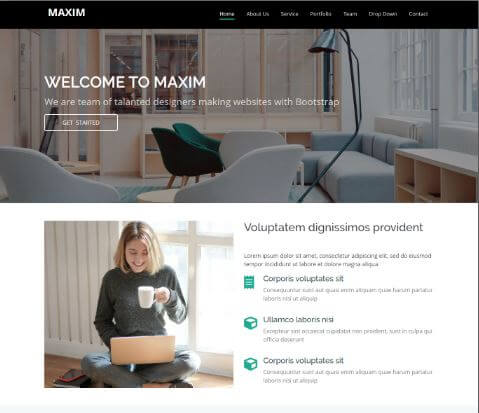 MAXIM
Home About Us Service Portfolio Team Drop Down Contact
WELCOME TO MAXIM
We are team of talanted designers making websites with Bootstrap
GET STARTED
Voluptatem dignissimos provident
Lorem ipsum dolor sit amet, consectetur adipiscing elit, sed do eiusmod
tempor incididunt ut labore et dolore magna aliqua
Corporis voluptates sit
Consequuntur sunt aut quasi enim aliquam quae harum pariatur
laboris nisi ut aliquip
Ullamco laboris nisi
Excepteur sint occaecat cupidatat non proident, sunt in culpa qui
officia deserunt
Corporis voluptates sit
Consequuntur sunt aut quasi enim aliquam quae harum pariatur
laboris nisi ut aliquip